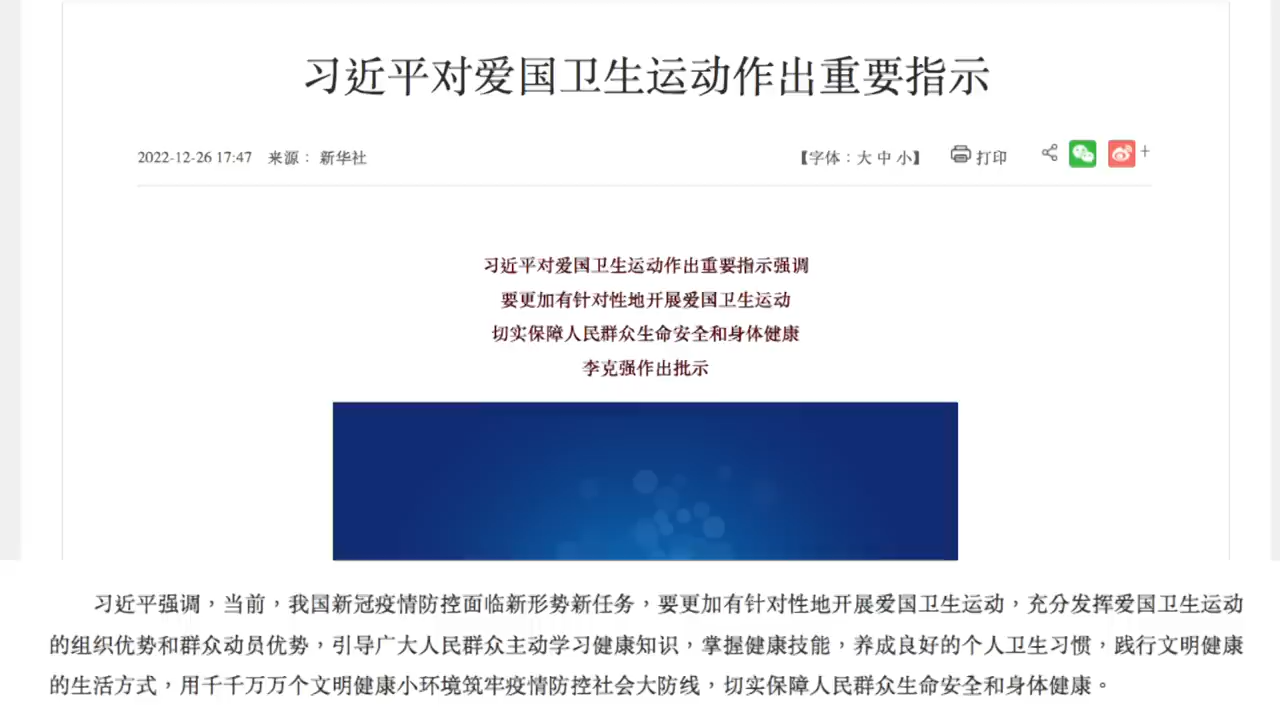 习近平对爱国卫生运动作出重要指示
2022-12-26 17:47 来源： 新华社 【字体：大 中 小】 打印 +
习近平对爱国卫生运动作出重要指示强调
要更加有针对性地开展爱国卫生运动
切实保障人民群众生命安全和身体健康
李克强作出批示
习近平强调，当前，我国新冠疫情防控面临新形势新任务，要更加有针对性地开展爱国卫生运动，充分发挥爱国卫生运动
的组织优势和群众动员优势，引导广大人民群众主动学习健康知识，掌握健康技能，养成良好的个人卫生习惯，践行文明健康
的生活方式，用千千万万个文明健康小环境筑牢疫情防控社会大防线，切实保障人民群众生命安全和身体健康。